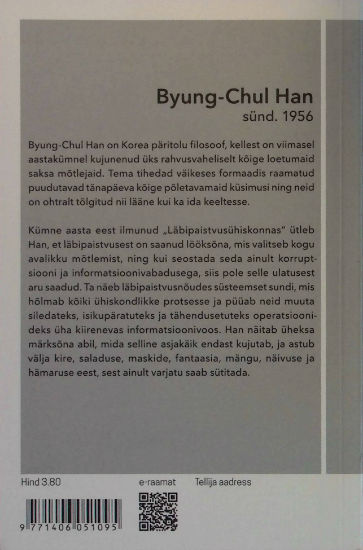 Byung-Chul Han
sünd. 1956
Byung-Chul Han on Korea päritolu filosoof, kellest on viimasel
aastakümnel kujunenud üks rahvusvaheliselt kõige loetumaid
saksa mõtlejaid. Tema tihedad väikeses formaadis raamatud
puudutavad tänapäeva kõige põletavamaid küsimusi ning neid
on ohtralt tõlgitud nii lääne kui ka ida keeltesse.
Kümne aasta eest ilmunud „Läbipaistvusühiskonnas“ ütleb
Han, et läbipaistvusest on saanud lööksõna, mis valitseb kogu
avalikku mõtlemist, ning kui seostada seda ainult korrupt-
siooni ja informatsioonivabadusega, siis pole selle ulatusest
aru saadud. Ta näeb läbipaistvusnõudes süsteemset sundi, mis
hõlmab kõiki ühiskondlikke protsesse ja püüab neid muuta
siledateks, isikupäratuteks ja tähendusetuteks operatsiooni-
deks üha kiirenevas informatsioonivoos. Han näitab üheksa
märksõna abil, mida selline asjakäik endast kujutab, ja astub
välja kire, saladuse, maskide, fantaasia, mängu, näivuse ja
hämaruse eest, sest ainult varjatu saab sütitada.
Hind 3.80
e-raamat
Tellija aadress
9 771406 051095